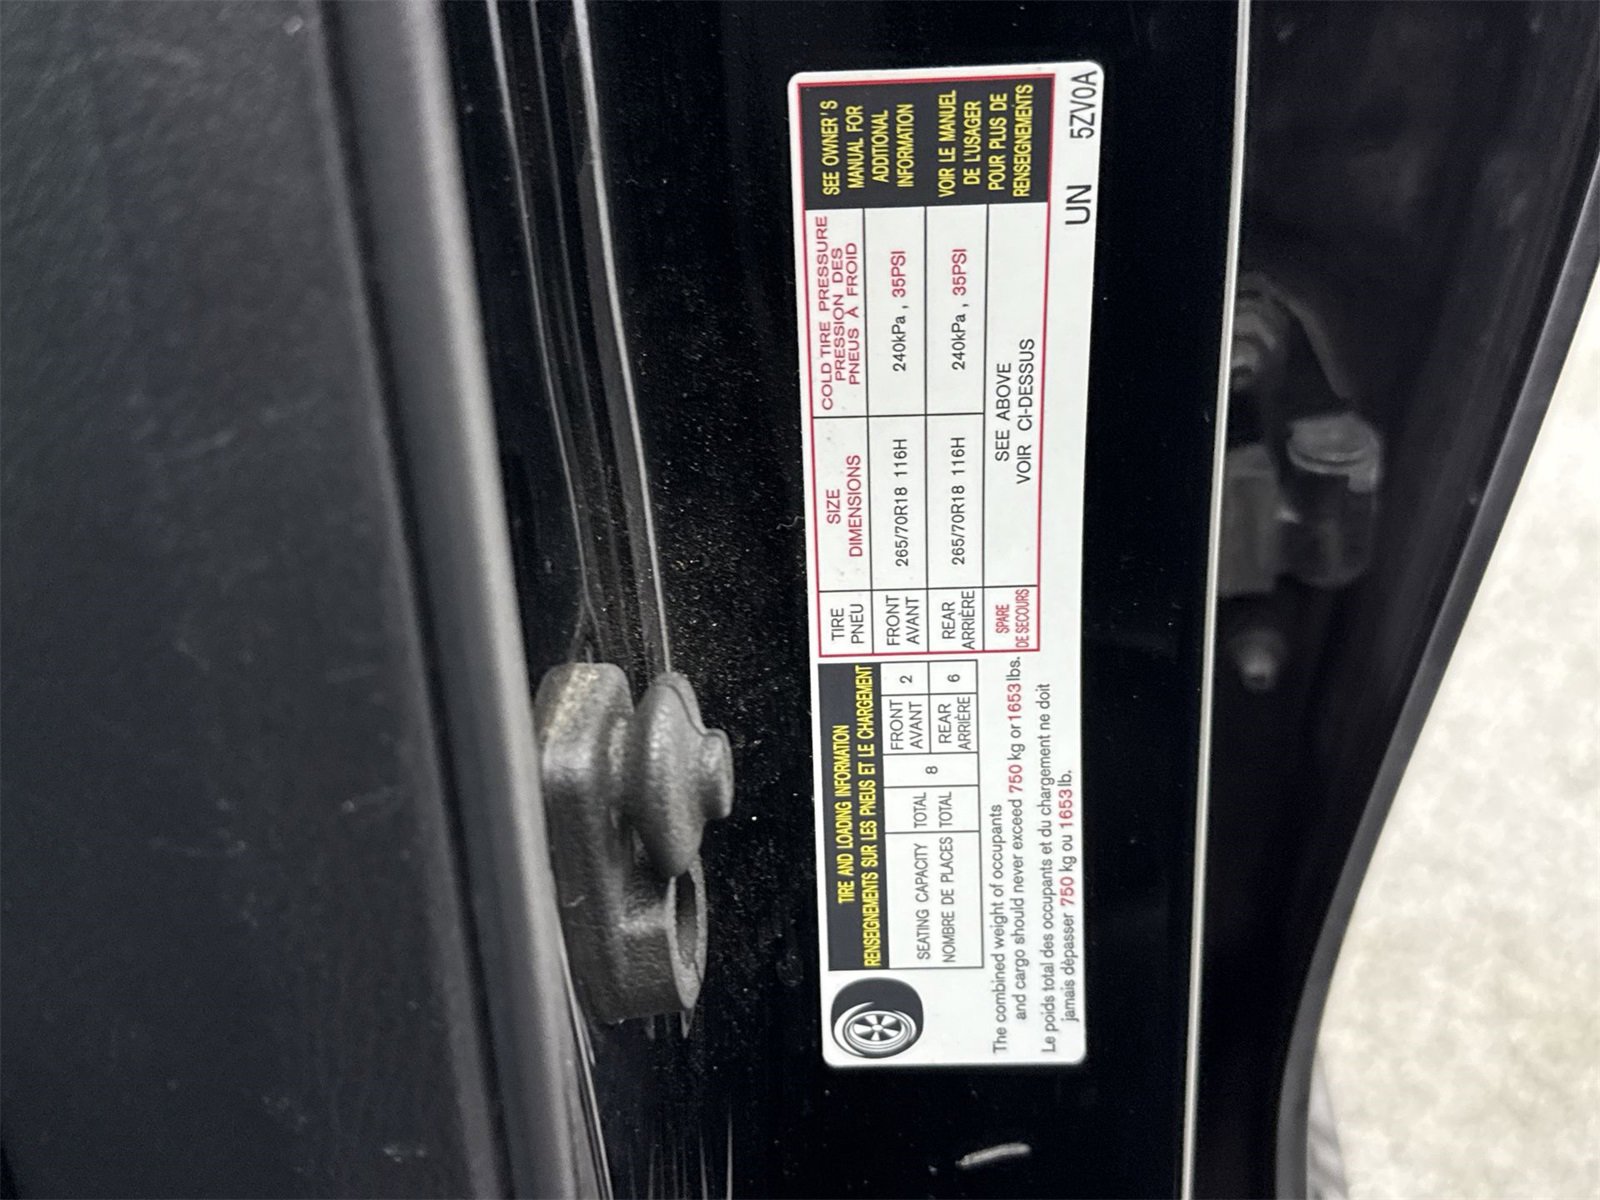 TIRE AND LOADING INFORMATION
RENSEIGNEMENTS SUR LES PNEUS ET LE CHARGEMENT
SEATING CAPACITY
NOMBRE DE PLACES
TOTAL
TOTAL
8
FRONT
AVANT
2
REAR
ARRIÈRE
6
The combined weight of occupants
and cargo should never exceed 750 kg or 1653 lbs.
Le poids total des occupants et du chargement ne doit
jamais dépasser 750 kg ou 1653 lb.
TIRE
PNEU
SIZE
DIMENSIONS
COLD TIRE PRESSURE
PRESSION DES
PNEUS À FROID
FRONT
AVANT
265/70R18 116H
240kPa , 35PSI
REAR
ARRIÈRE
265/70R18 116H
240kPa , 35PSI
SPARE
DE SECOURS
SEE ABOVE
VOIR CI-DESSUS
SEE OWNER'S
MANUAL FOR
ADDITIONAL
INFORMATION
VOIR LE MANUEL
DE L'USAGER
POUR PLUS DE
RENSEIGNEMENTS
UN 5ZV0A